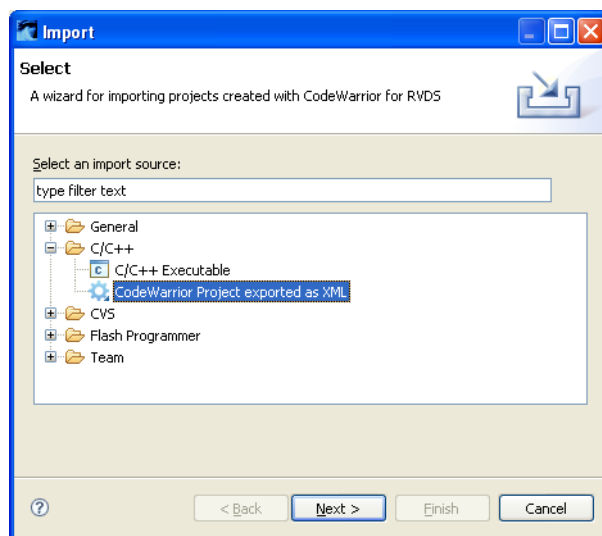 Import
Select
A wizard for importing projects created with CodeWarrior for RVDS
Select an import source:
type filter text
General
C/C++
C/C++ Executable
CodeWarrior Project exported as XML
CVS
Flash Programmer
Team
< Back Next > Finish Cancel